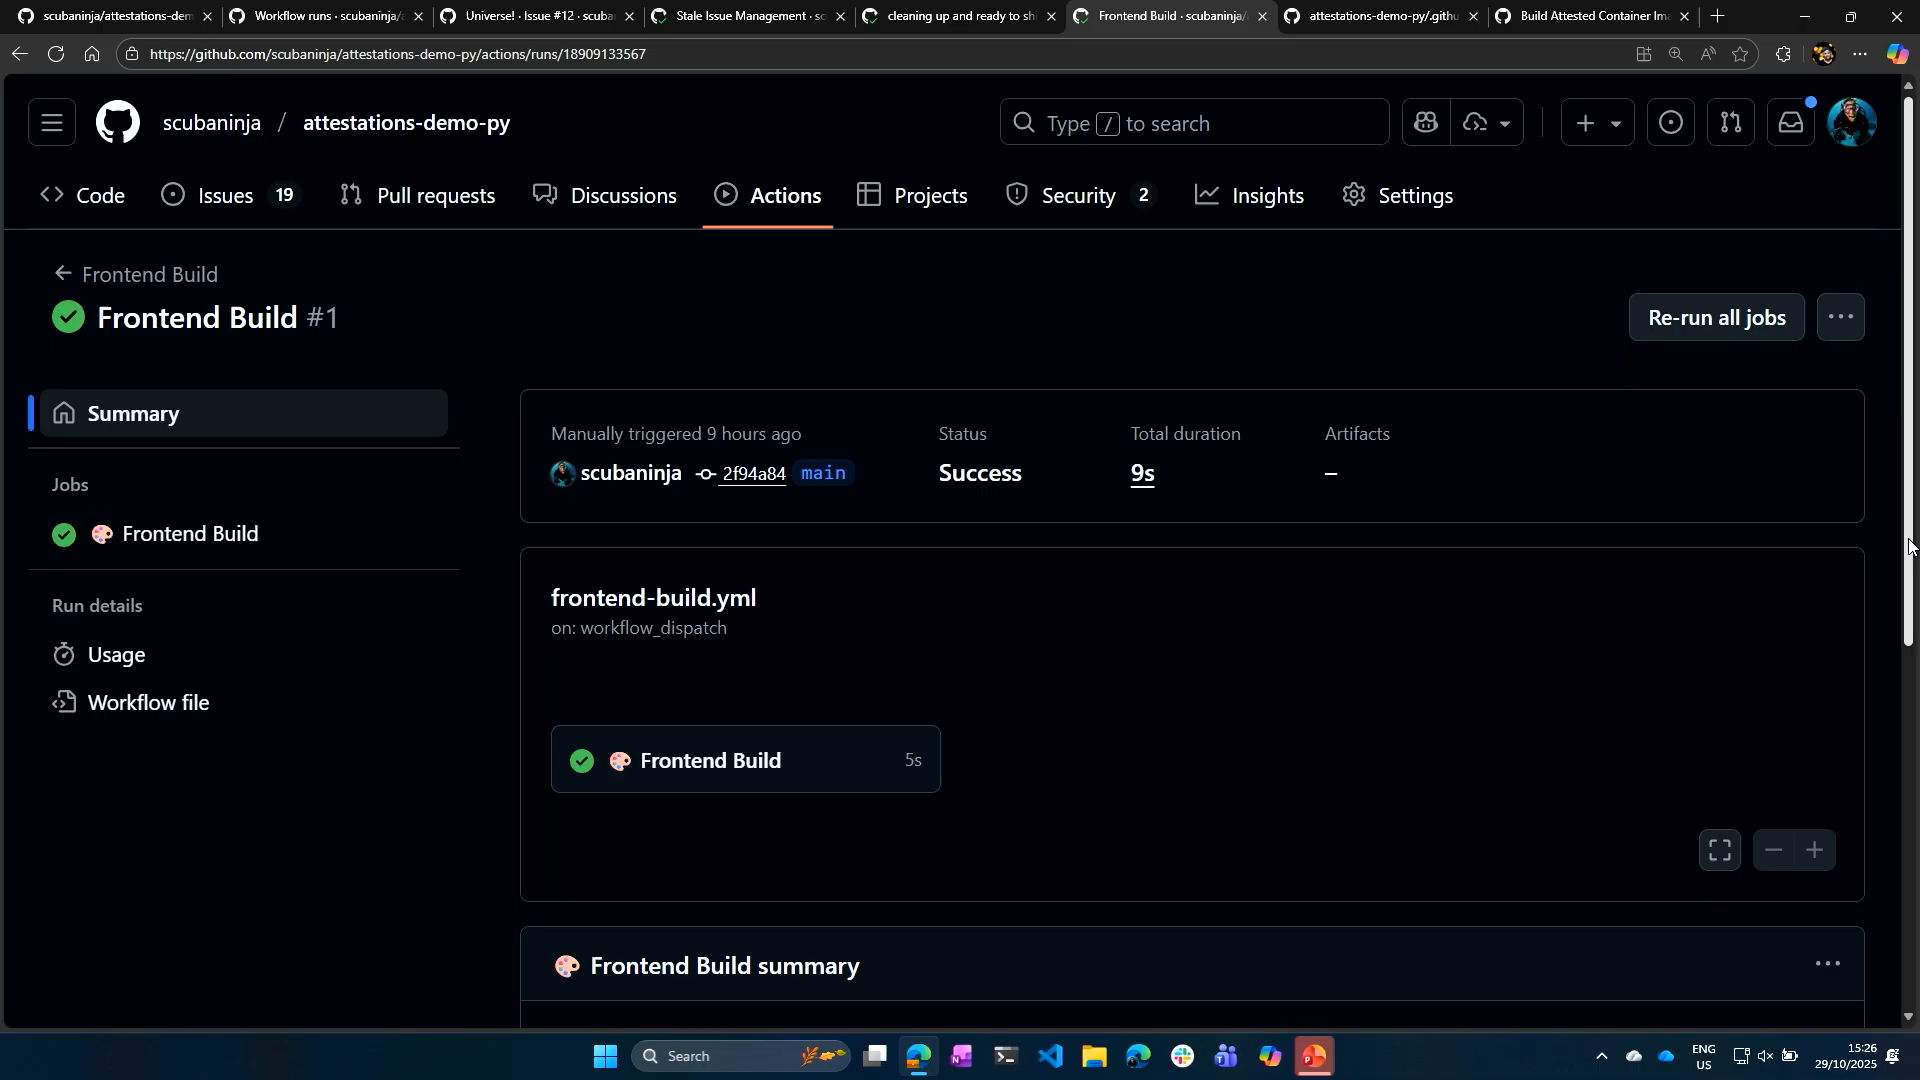 scubaninja/attestations-dem
Workflow runs · scubaninja/a
Universe! · Issue #12 · scuba
Stale Issue Management · sc
cleaning up and ready to shi
Frontend Build · scubaninja/
attestations-demo-py/.githu
Build Attested Container Ima
https://github.com/scubaninja/attestations-demo-py/actions/runs/18909133567
scubaninja / attestations-demo-py
Type / to search
Code
Issues 19
Pull requests
Discussions
Actions
Projects
Security 2
Insights
Settings
Frontend Build
Frontend Build #1
Re-run all jobs
Summary
Jobs
Frontend Build
Run details
Usage
Workflow file
Manually triggered 9 hours ago
scubaninja 2f94a84 main
Status
Success
Total duration
9s
Artifacts
–
frontend-build.yml
on: workflow_dispatch
Frontend Build 5s
Frontend Build summary
Search
ENG
US
15:26
29/10/2025